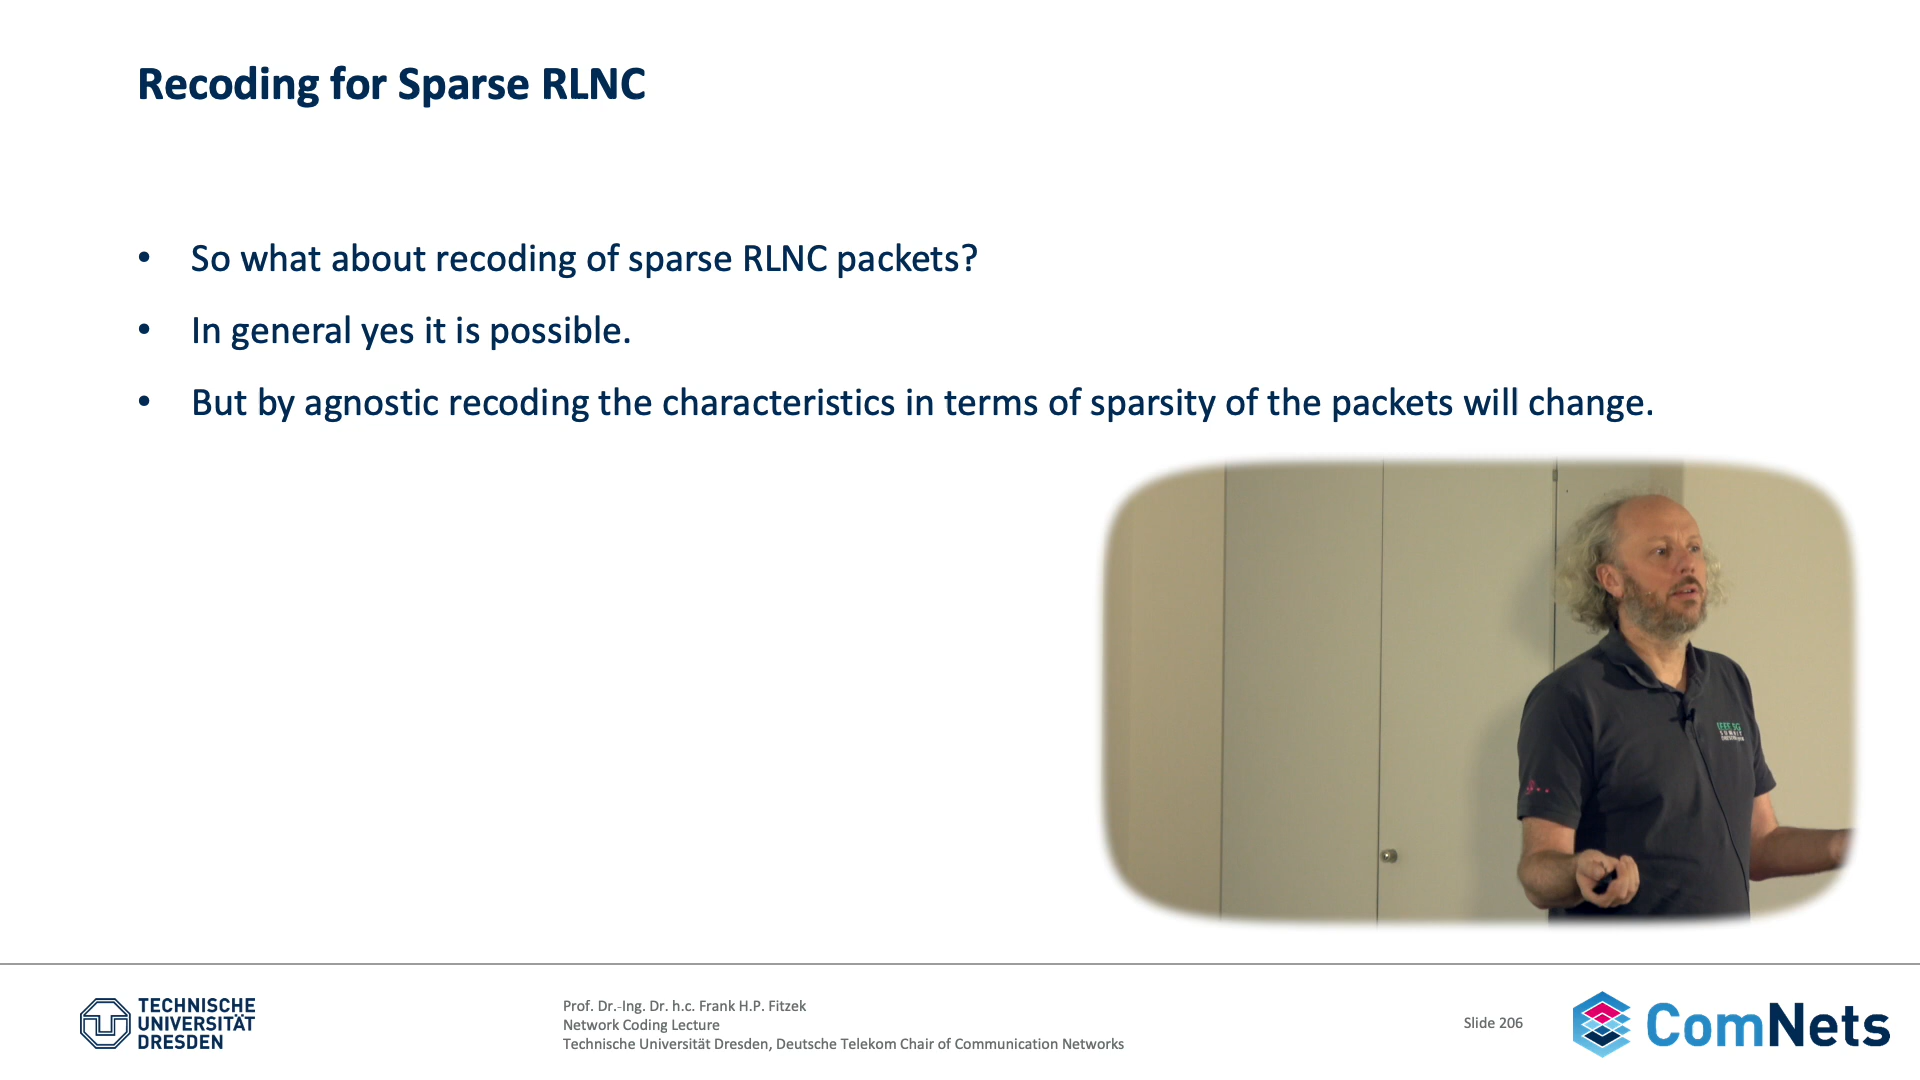 Recoding for Sparse RLNC
• So what about recoding of sparse RLNC packets?
• In general yes it is possible.
• But by agnostic recoding the characteristics in terms of sparsity of the packets will change.
IEEE 5G
SUMMIT
TECHNISCHE
UNIVERSITÄT
DRESDEN
Prof. Dr.-Ing. Dr. h.c. Frank H.P. Fitzek
Network Coding Lecture
Technische Universität Dresden, Deutsche Telekom Chair of Communication Networks
Slide 206
ComNets